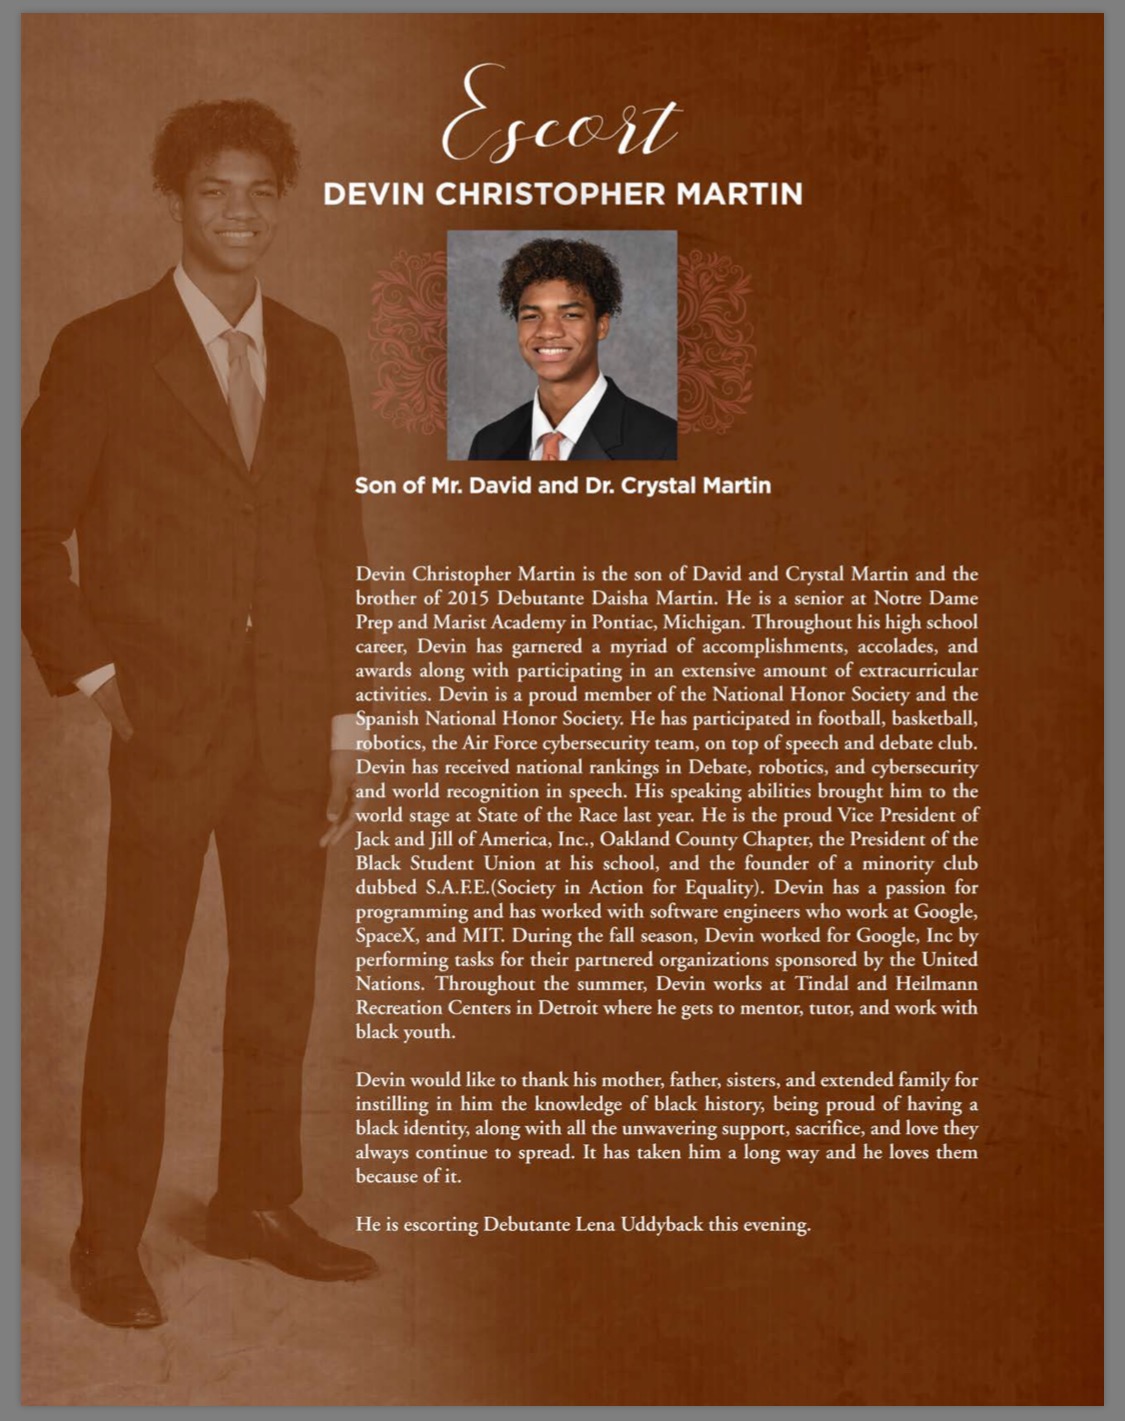 Escort
DEVIN CHRISTOPHER MARTIN
Son of Mr. David and Dr. Crystal Martin
Devin Christopher Martin is the son of David and Crystal Martin and the
brother of 2015 Debutante Daisha Martin. He is a senior at Notre Dame
Prep and Marist Academy in Pontiac, Michigan. Throughout his high school
career, Devin has garnered a myriad of accomplishments, accolades, and
awards along with participating in an extensive amount of extracurricular
activities. Devin is a proud member of the National Honor Society and the
Spanish National Honor Society. He has participated in football, basketball,
robotics, the Air Force cybersecurity team, on top of speech and debate club.
Devin has received national rankings in Debate, robotics, and cybersecurity
and world recognition in speech. His speaking abilities brought him to the
world stage at State of the Race last year. He is the proud Vice President of
Jack and Jill of America, Inc., Oakland County Chapter, the President of the
Black Student Union at his school, and the founder of a minority club
dubbed S.A.F.E.(Society in Action for Equality). Devin has a passion for
programming and has worked with software engineers who work at Google,
SpaceX, and MIT. During the fall season, Devin worked for Google, Inc by
performing tasks for their partnered organizations sponsored by the United
Nations. Throughout the summer, Devin works at Tindal and Heilmann
Recreation Centers in Detroit where he gets to mentor, tutor, and work with
black youth.
Devin would like to thank his mother, father, sisters, and extended family for
instilling in him the knowledge of black history, being proud of having a
black identity, along with all the unwavering support, sacrifice, and love they
always continue to spread. It has taken him a long way and he loves them
because of it.
He is escorting Debutante Lena Uddyback this evening.